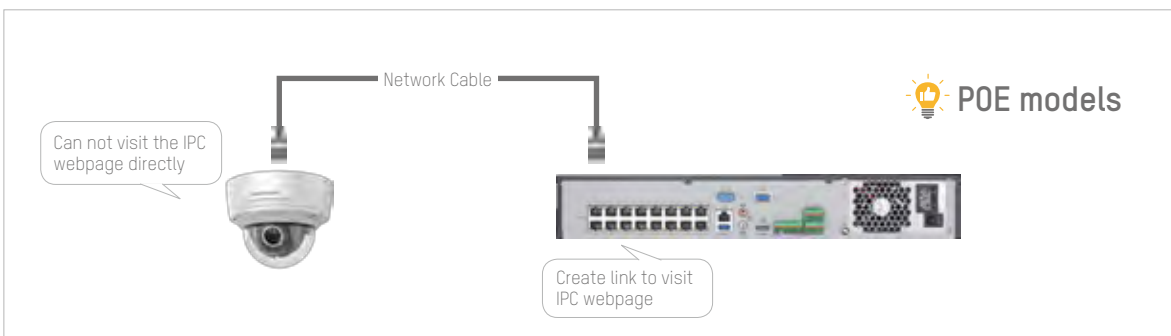 Network Cable
POE models
Can not visit the IPC
webpage directly
Create link to visit
IPC webpage